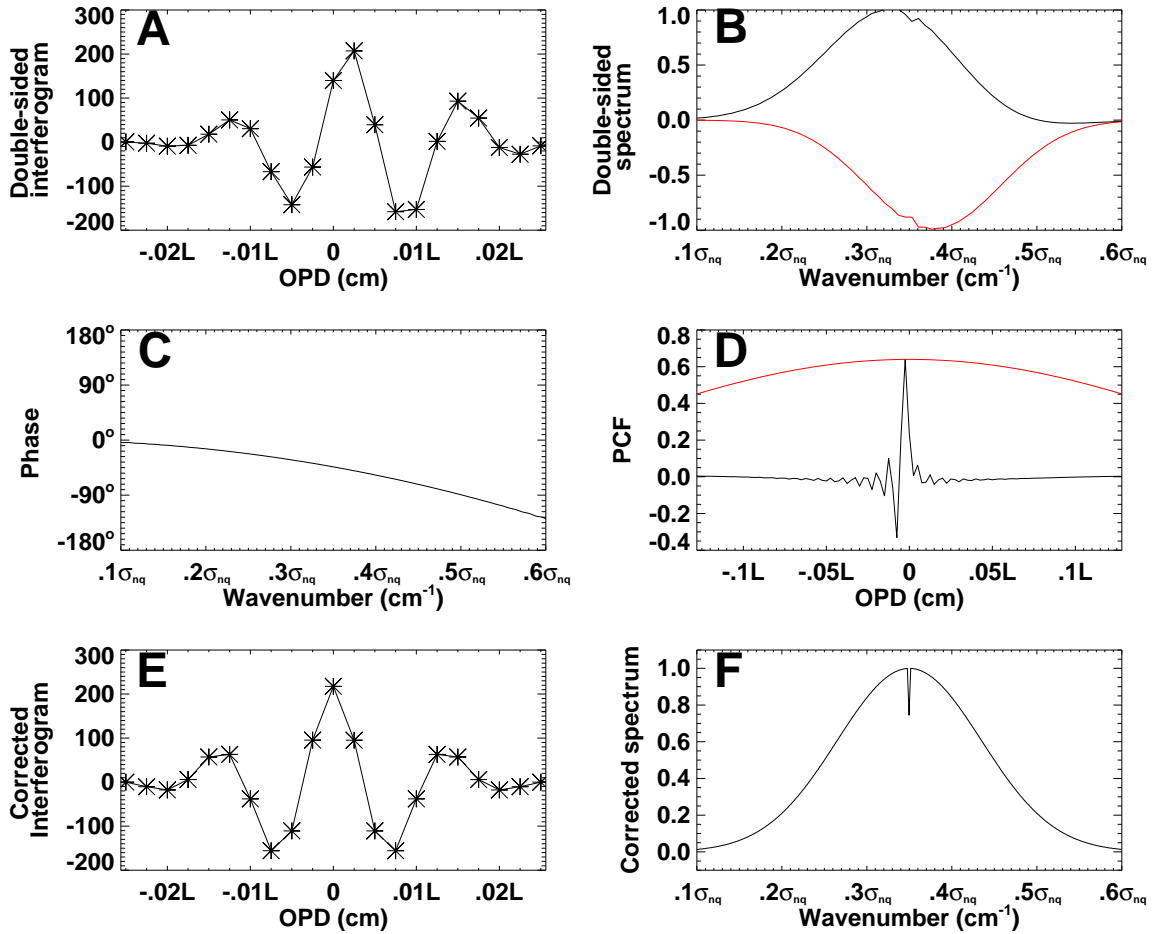 A
Double-sided
interferogram
300
200
100
0
-100
-200
-.02L -.01L 0 .01L .02L
OPD (cm)
B
Double-sided
spectrum
1.0
0.5
0.0
-0.5
-1.0
.1σnq .2σnq .3σnq .4σnq .5σnq .6σnq
Wavenumber (cm-1)
C
Phase
180o
90o
0o
-90o
-180o
.1σnq .2σnq .3σnq .4σnq .5σnq .6σnq
Wavenumber (cm-1)
D
PCF
0.8
0.6
0.4
0.2
0.0
-0.2
-0.4
-.1L -.05L 0 .05L .1L
OPD (cm)
E
Corrected
Interferogram
300
200
100
0
-100
-200
-.02L -.01L 0 .01L .02L
OPD (cm)
F
Corrected spectrum
1.0
0.8
0.6
0.4
0.2
0.0
.1σnq .2σnq .3σnq .4σnq .5σnq .6σnq
Wavenumber (cm-1)